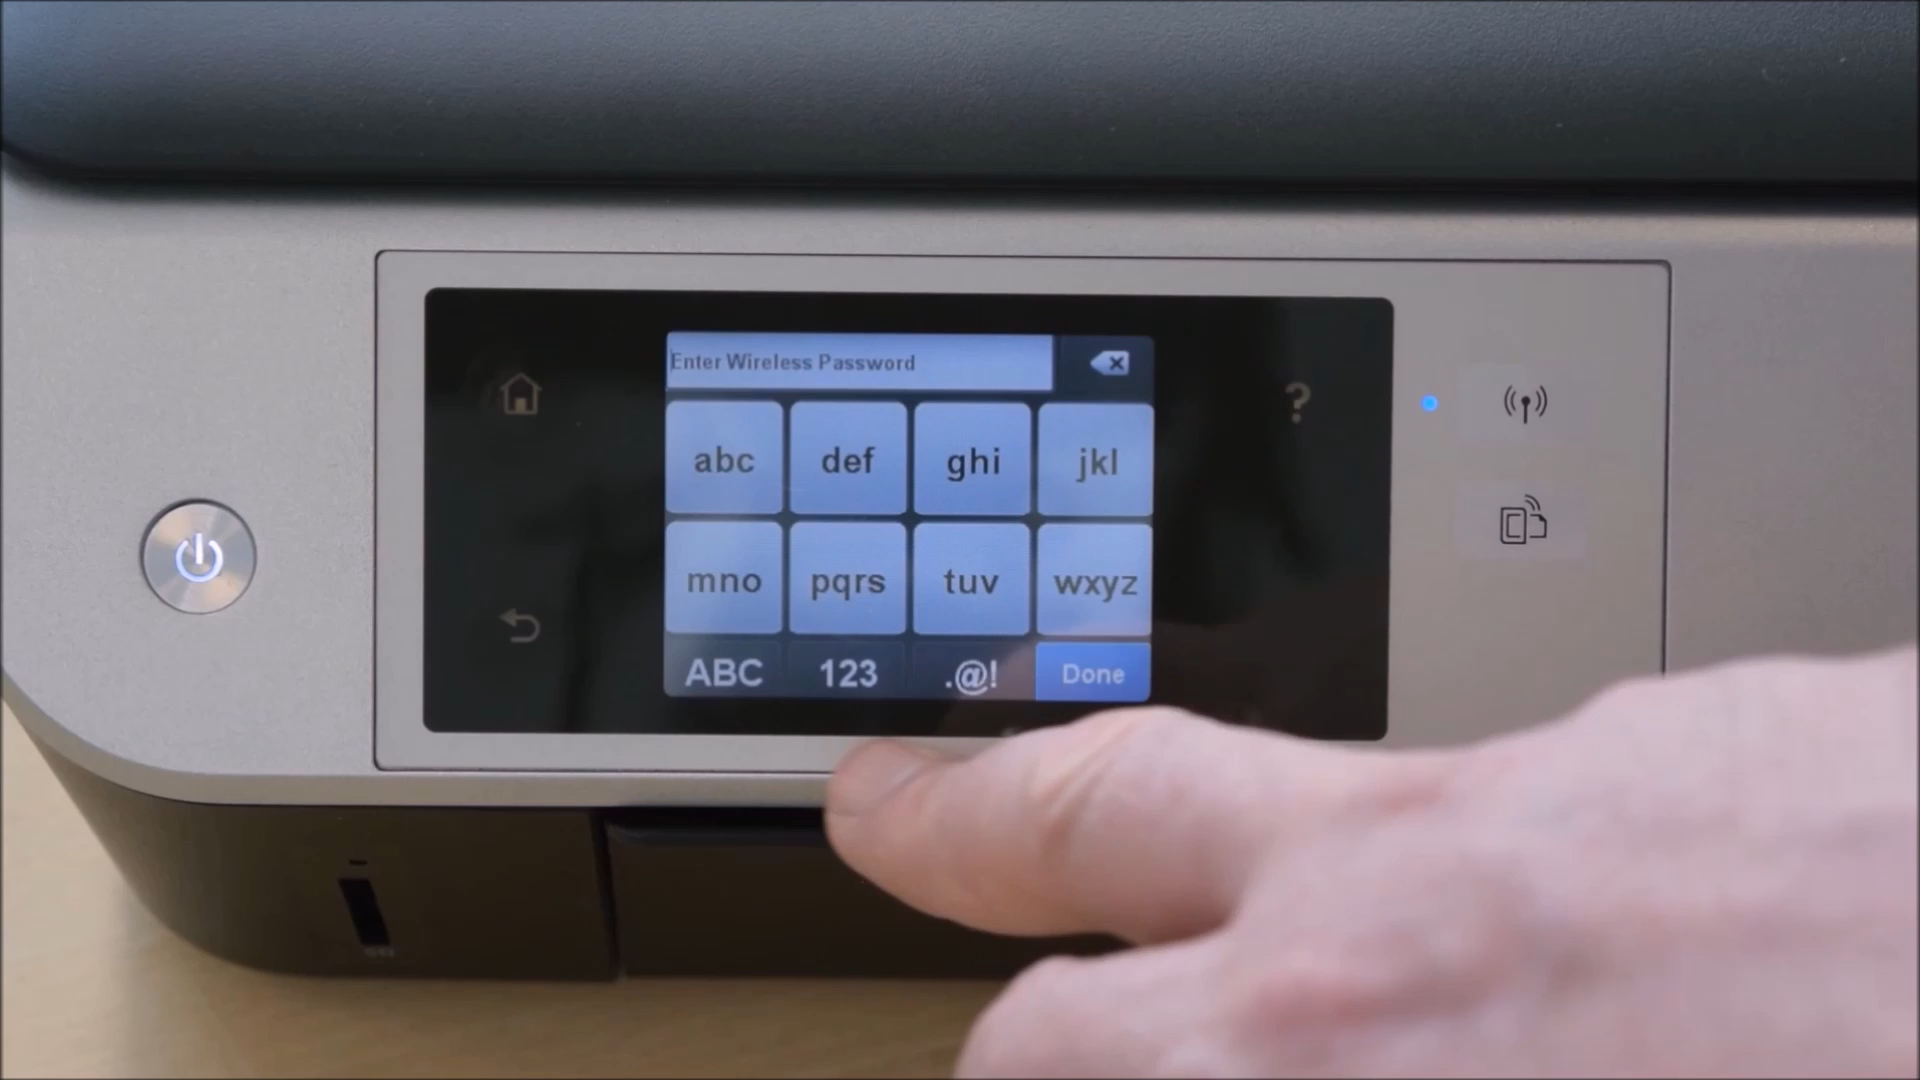 Enter Wireless Password
abc def ghi jkl
mno pqrs tuv wxyz
ABC 123 .@! Done
?